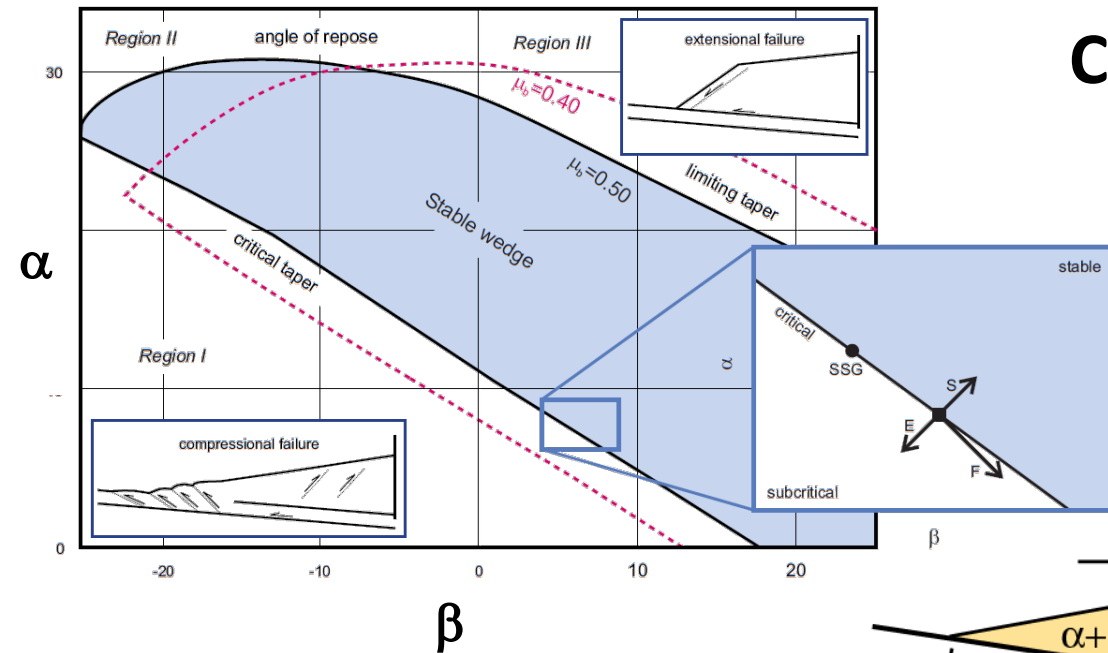 C
Region II
angle of repose
Region III
extensional failure
30
μb=0.40
μb=0.50
limiting taper
Stable wedge
critical taper
α
stable
critical
SSG
α
S
E
F
Region I
compressional failure
subcritical
β
0
-20
-10
0
10
20
β
α+